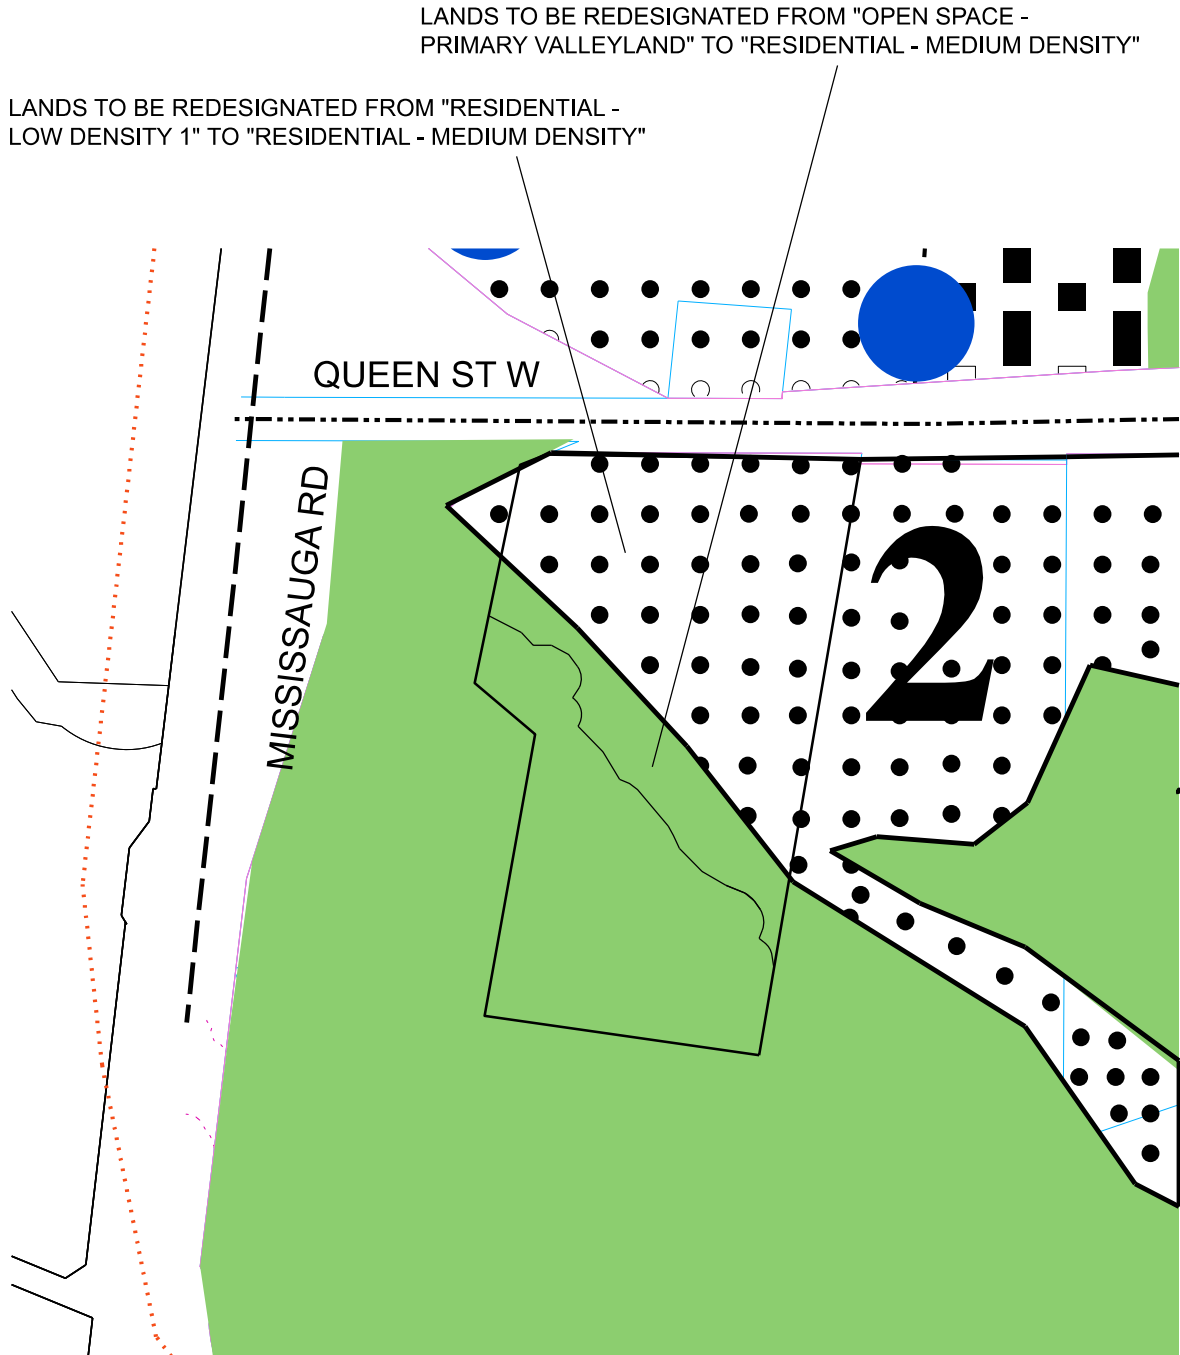 LANDS TO BE REDESIGNATED FROM "OPEN SPACE -
PRIMARY VALLEYLAND" TO "RESIDENTIAL - MEDIUM DENSITY"
LANDS TO BE REDESIGNATED FROM "RESIDENTIAL -
LOW DENSITY 1" TO "RESIDENTIAL - MEDIUM DENSITY"
QUEEN ST W
MISSISSAUGA RD
2